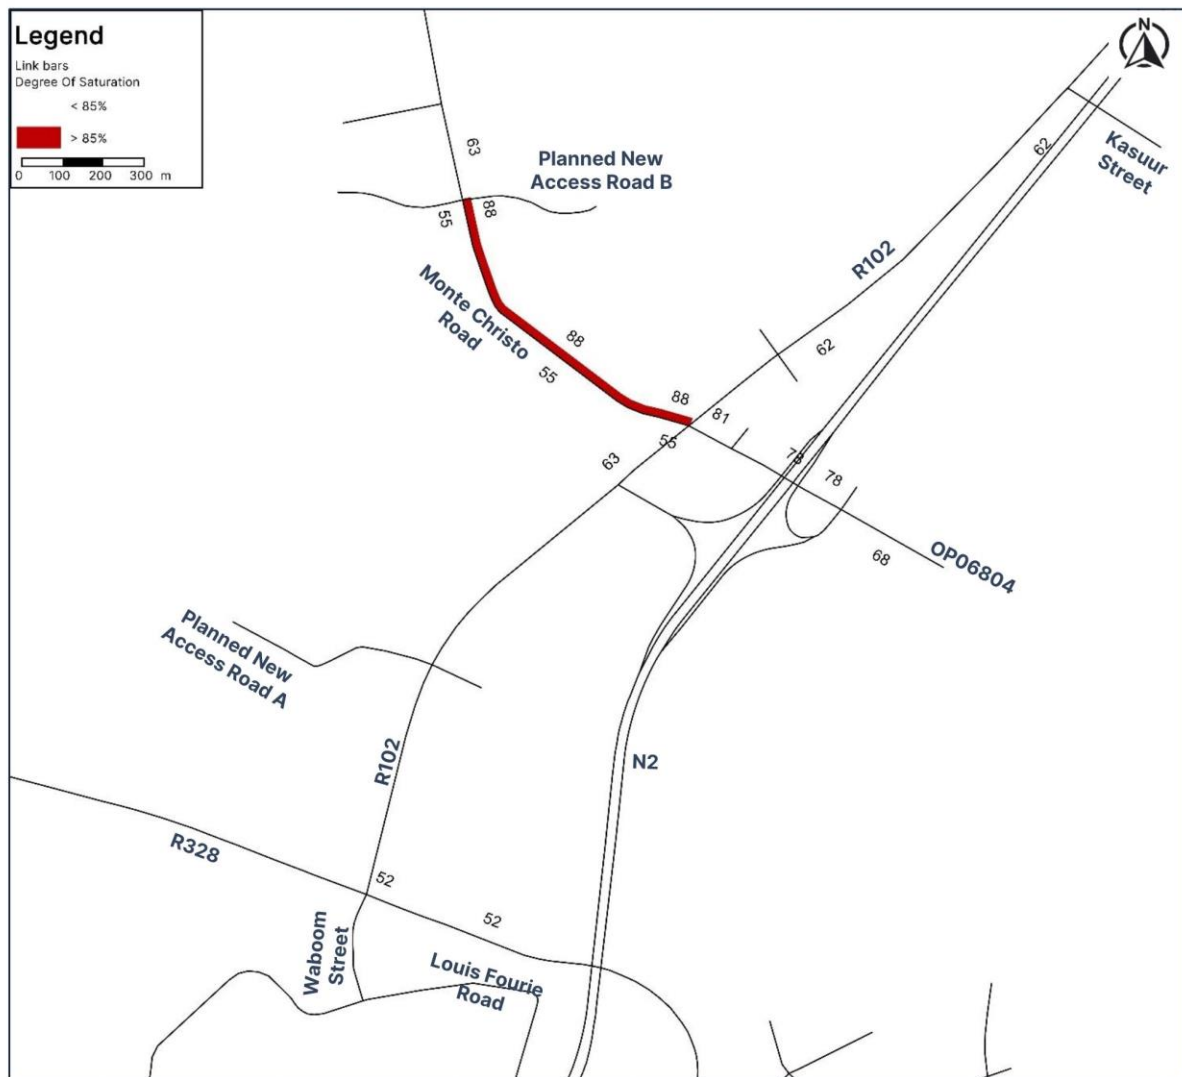 Legend
Link bars
Degree Of Saturation
< 85%
> 85%
0 100 200 300 m
N
Kasuur
Street
62
63
Planned New
Access Road B
88
55
R102
Monte Christo
Road
88
55
62
88
81
55
63
78
78
68
OP06804
Planned New
Access Road A
R102
N2
R328
52
52
Waboom
Street
Louis Fourie
Road